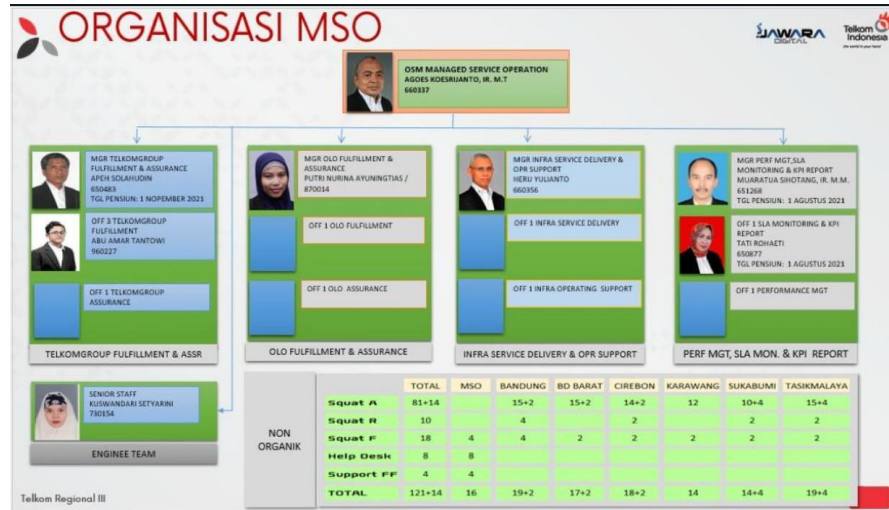 ORGANISASI MSO
JAWARA
DIGITAL
Telkom
Indonesia
the world in your hand
OSM MANAGED SERVICE OPERATION
AGOES KOESRIJANTO, IR. M.T
660337
MGR TELKOMGROUP
FULFILLMENT & ASSURANCE
APEH SOLAHUDIN
650483
TGL PENSIUN: 1 NOPEMBER 2021
OFF 3 TELKOMGROUP
FULFILLMENT
ABU AMAR TANTOWI
960227
OFF 1 TELKOMGROUP
ASSURANCE
TELKOMGROUP FULFILLMENT & ASSR
MGR OLO FULFILLMENT &
ASSURANCE
PUTRI NURINA AYUNINGTIAS /
870014
OFF 1 OLO FULFILLMENT
OFF 1 OLO ASSURANCE
OLO FULFILLMENT & ASSURANCE
MGR INFRA SERVICE DELIVERY &
OPR SUPPORT
HERU YULIANTO
660356
OFF 1 INFRA SERVICE DELIVERY
OFF 1 INFRA OPERATING SUPPORT
INFRA SERVICE DELIVERY & OPR SUPPORT
MGR PERF MGT,SLA
MONITORING & KPI REPORT
MUARATUA SIHOTANG, IR. M.M.
651268
TGL PENSIUN: 1 AGUSTUS 2021
OFF 1 SLA MONITORING & KPI
REPORT
TATI ROHAETI
650877
TGL PENSIUN: 1 AGUSTUS 2021
OFF 1 PERFORMANCE MGT
PERF MGT, SLA MON. & KPI REPORT
SENIOR STAFF
KUSWANDARI SETYARINI
730154
ENGINEE TEAM
NON
ORGANIK
TOTAL MSO BANDUNG BD BARAT CIREBON KARAWANG SUKABUMI TASIKMALAYA
Squat A 81+14 15+2 15+2 14+2 12 10+4 15+4
Squat R 10 4 2 2 2
Squat F 18 4 4 2 2 2 2 2
Help Desk 8 8
Support FF 4 4
TOTAL 121+14 16 19+2 17+2 18+2 14 14+4 19+4
Telkom Regional III